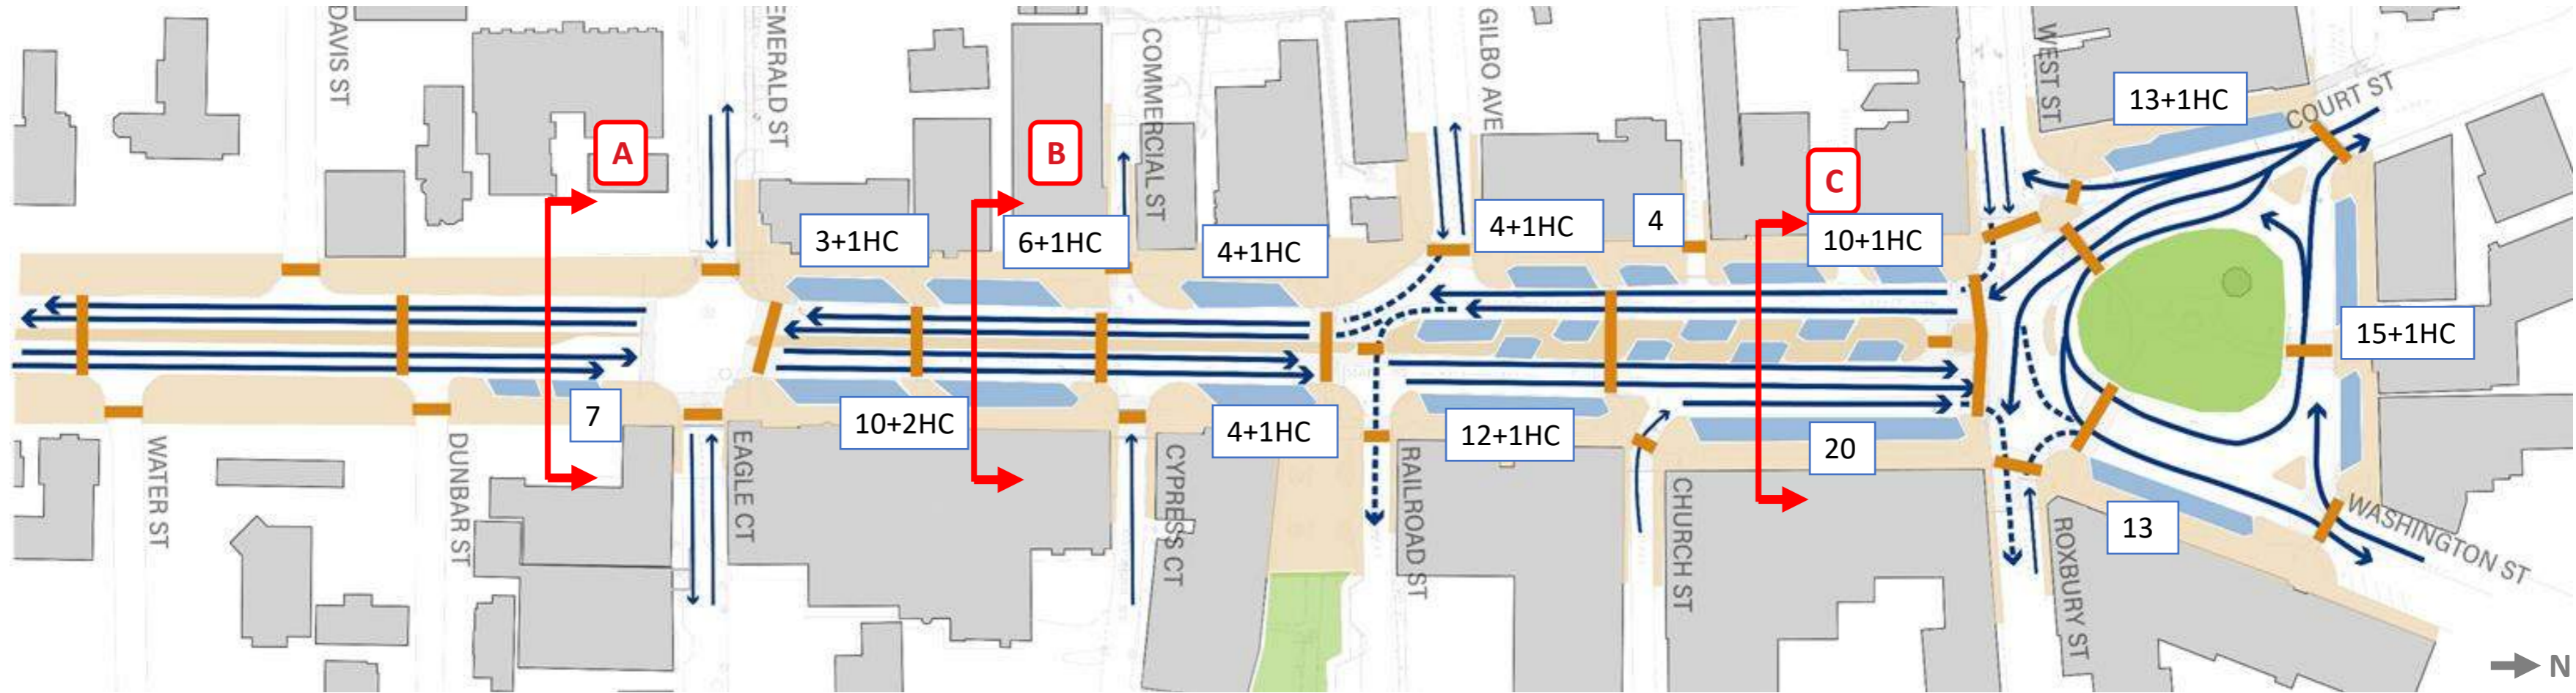 DAVIS ST
EMERALD ST
COMMERCIAL ST
GILBO AVE
WEST ST
COURT ST
13+1HC
A
B
C
3+1HC
6+1HC
4+1HC
4+1HC
4
10+1HC
15+1HC
7
10+2HC
4+1HC
12+1HC
20
13
WATER ST
DUNBAR ST
EAGLE CT
CYPRESS CT
RAILROAD ST
CHURCH ST
ROXBURY ST
WASHINGTON ST
N